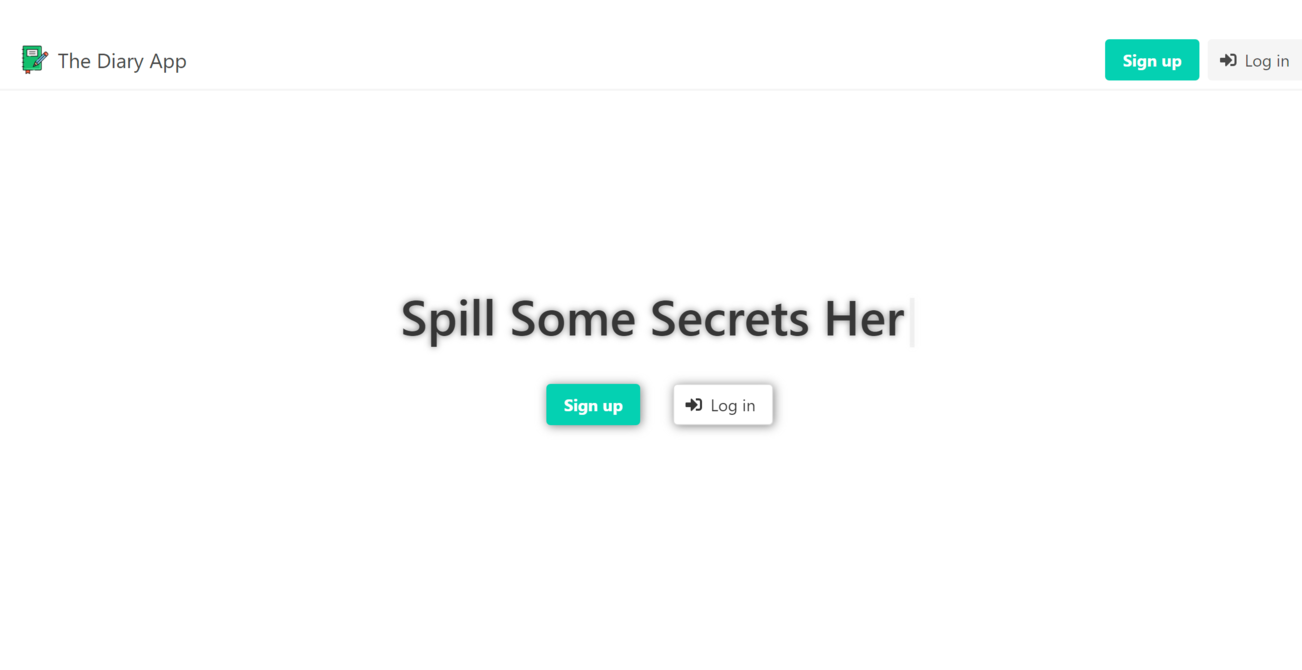 The Diary App
Sign up
Log in
Spill Some Secrets Her
Sign up
Log in